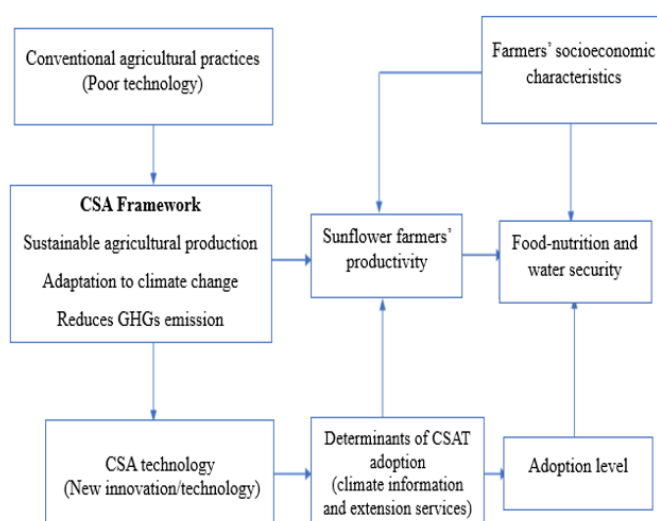 Conventional agricultural practices
(Poor technology)
Farmers’ socioeconomic
characteristics
CSA Framework
Sustainable agricultural production
Adaptation to climate change
Reduces GHGs emission
Sunflower farmers’
productivity
Food-nutrition and
water security
CSA technology
(New innovation/technology)
Determinants of CSAT
adoption
(climate information
and extension services)
Adoption level